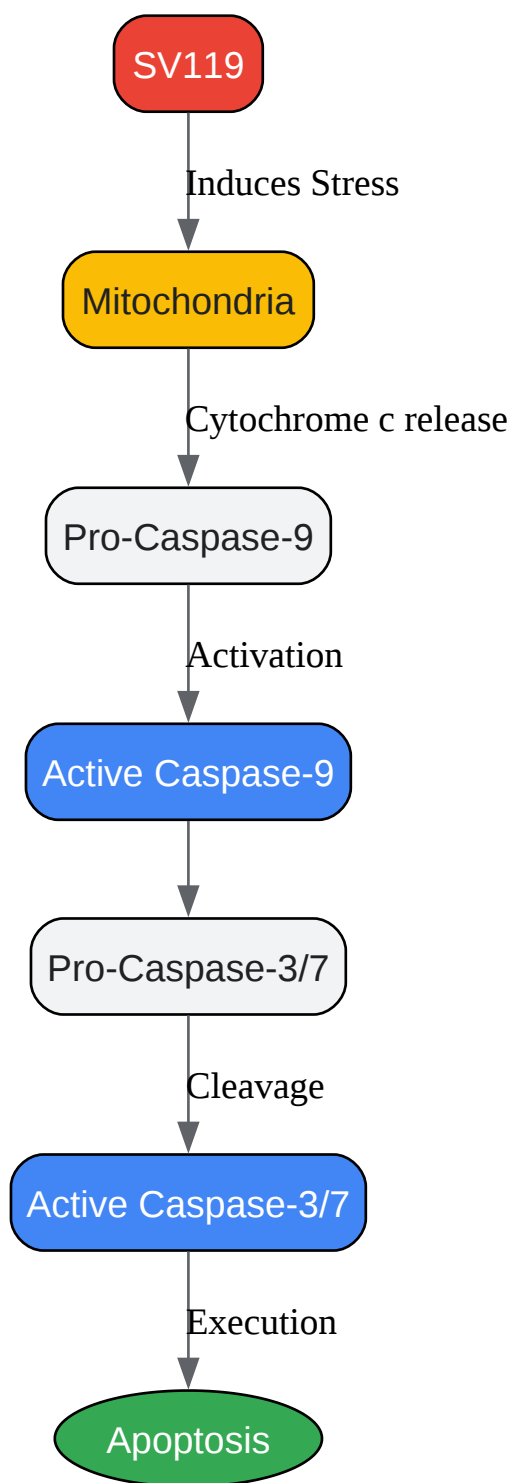 SV119
Induces Stress
Mitochondria
Cytochrome c release
Pro-Caspase-9
Activation
Active Caspase-9
Pro-Caspase-3/7
Cleavage
Active Caspase-3/7
Execution
Apoptosis